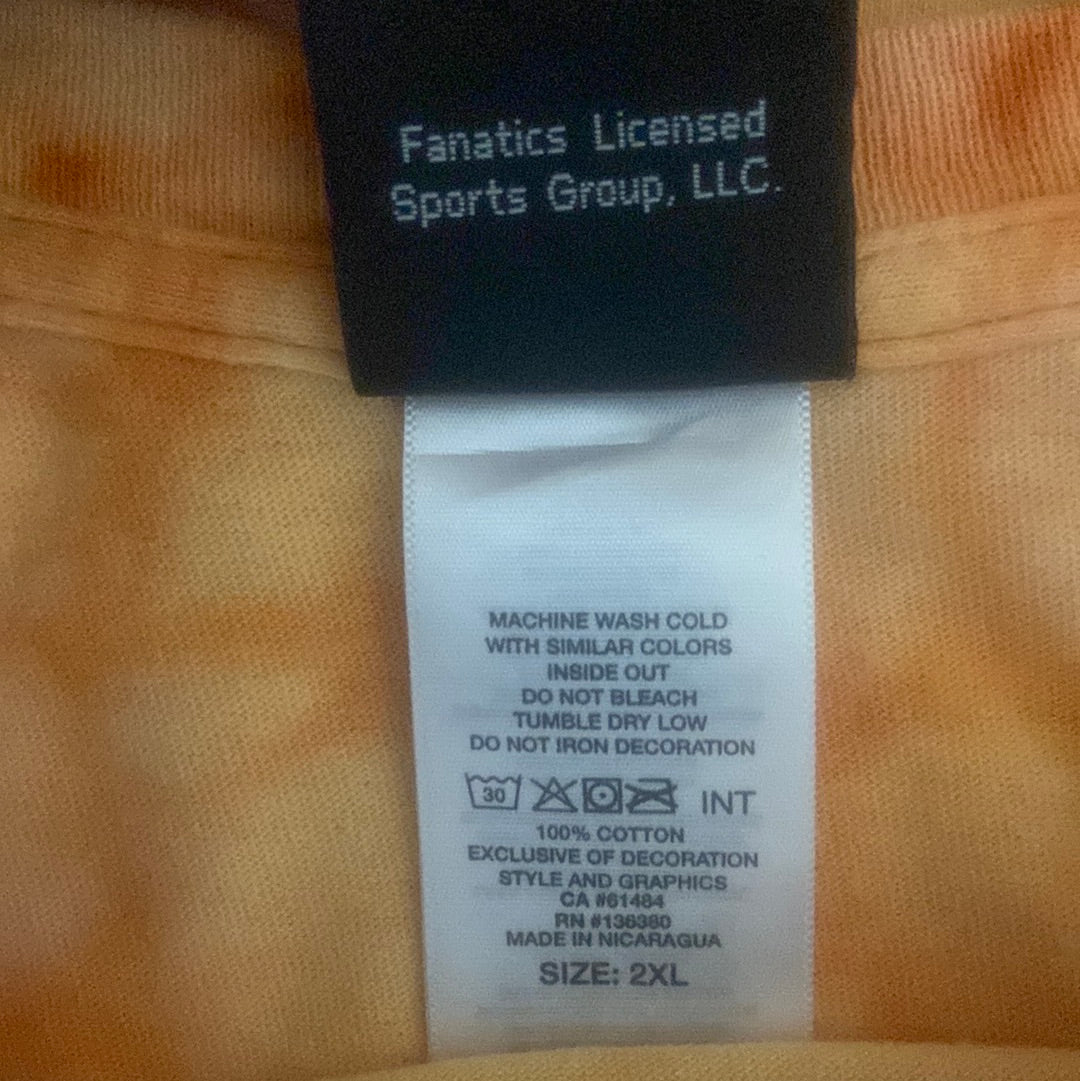 Fanatics Licensed
Sports Group, LLC.
MACHINE WASH COLD
WITH SIMILAR COLORS
INSIDE OUT
DO NOT BLEACH
TUMBLE DRY LOW
DO NOT IRON DECORATION
30 INT
100% COTTON
EXCLUSIVE OF DECORATION
STYLE AND GRAPHICS
CA #61484
RN #136380
MADE IN NICARAGUA
SIZE: 2XL